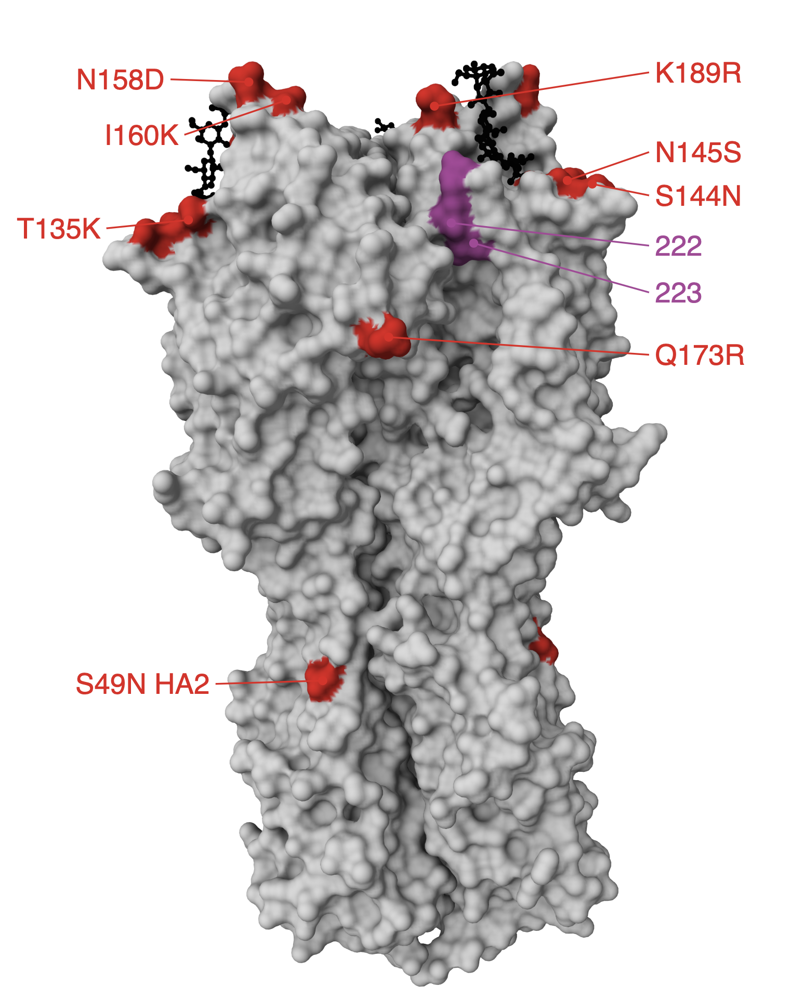 N158D
I160K
T135K
S49N HA2
K189R
N145S
S144N
222
223
Q173R